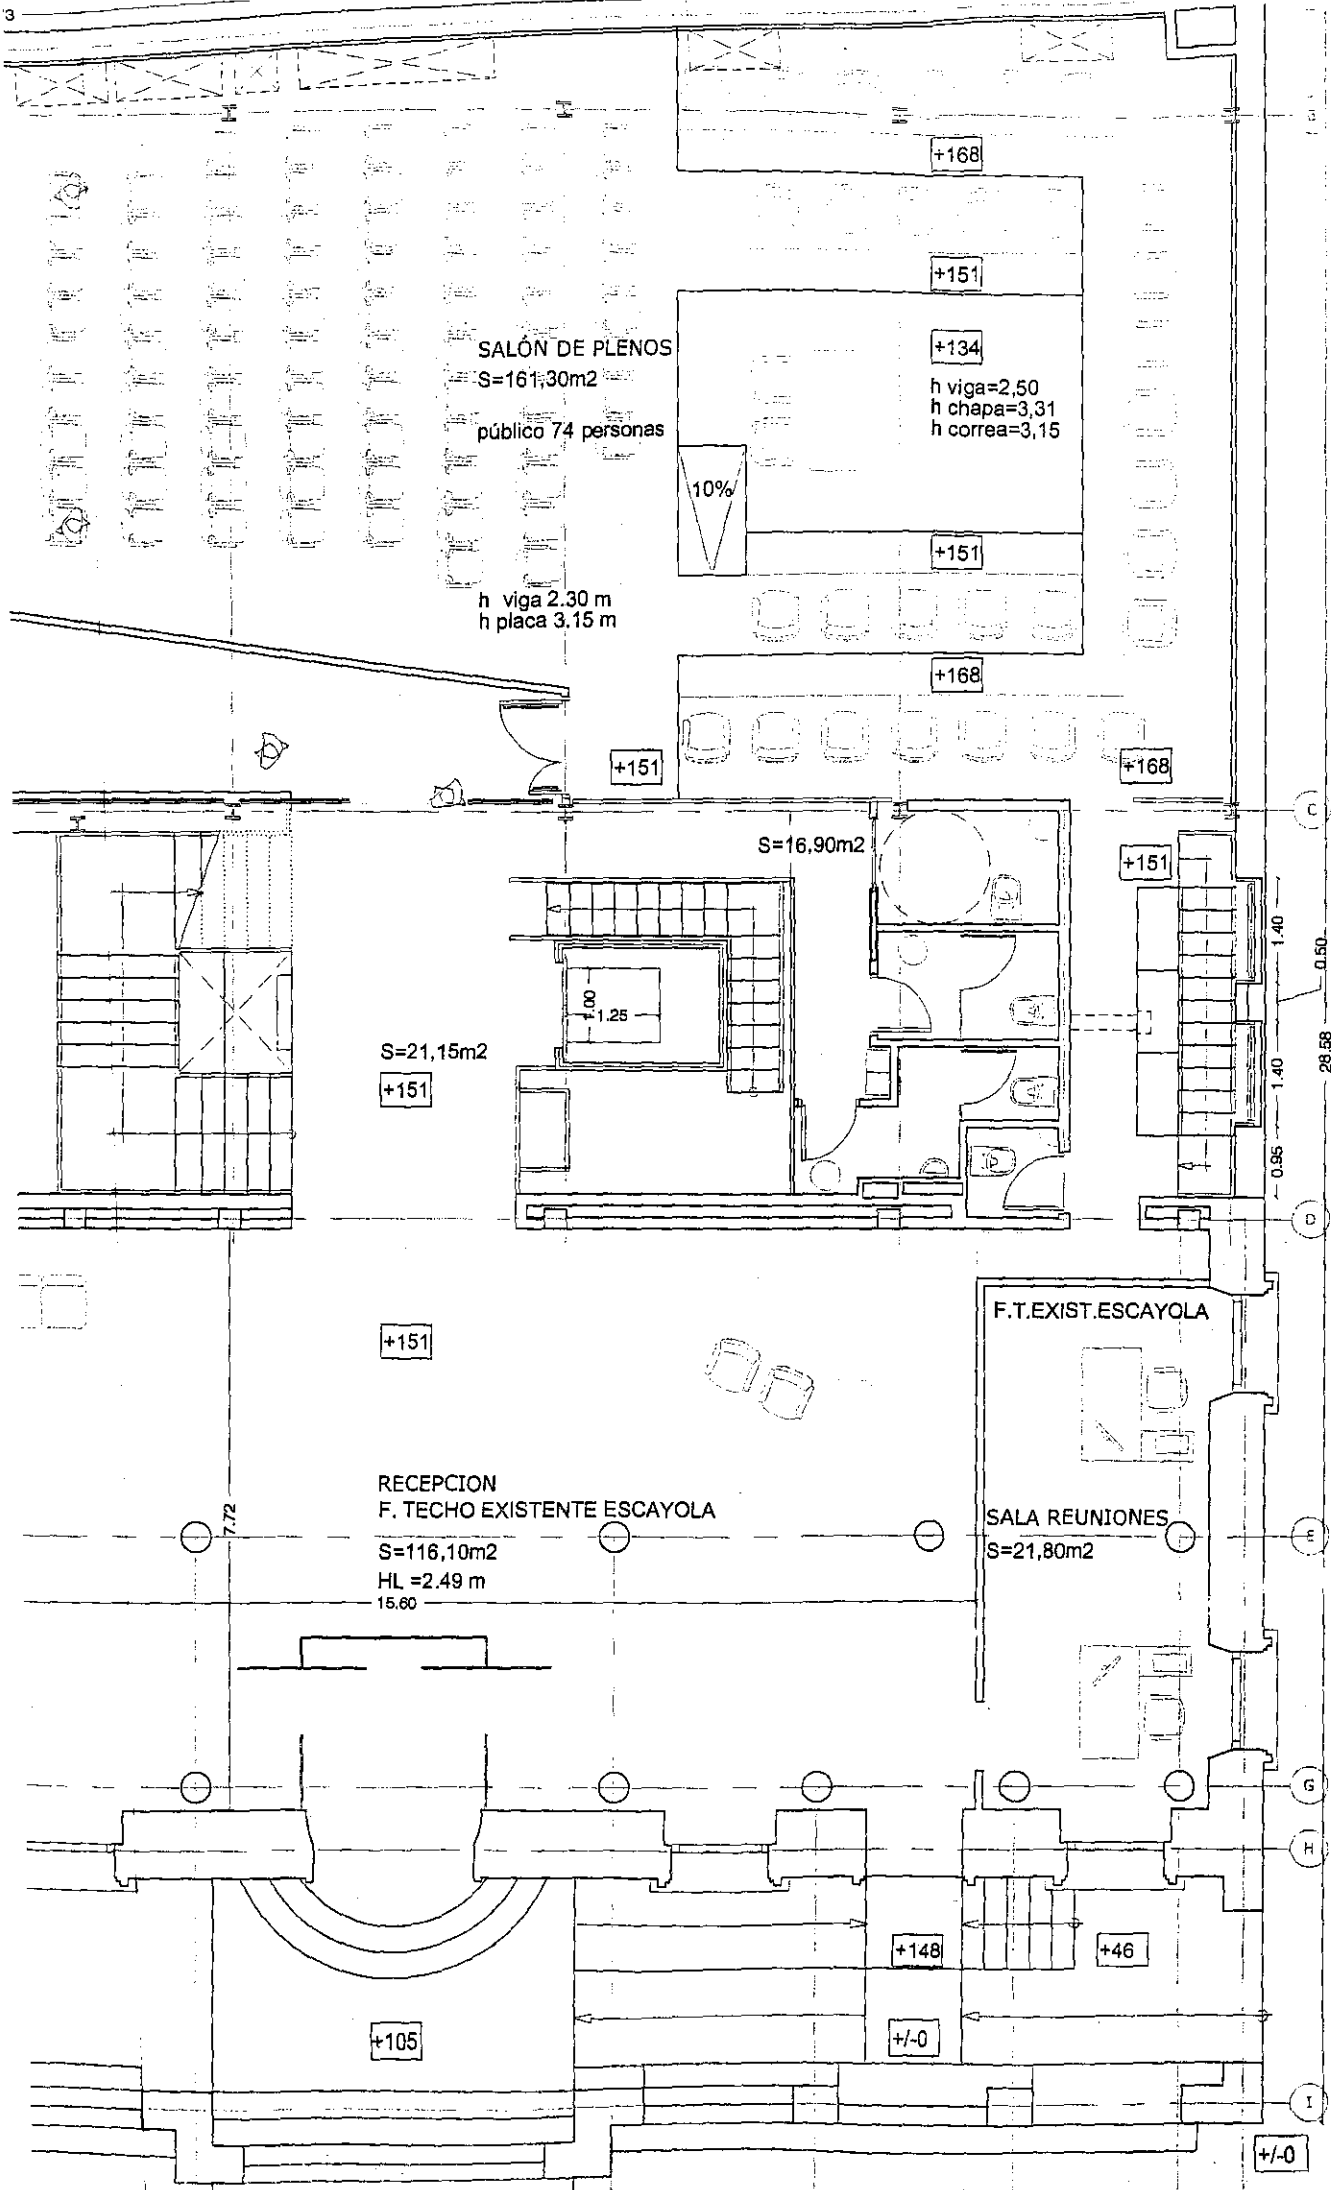 +168
+151
SALÓN DE PLENOS
S=161,30m2
público 74 personas
+134
h viga=2,50
h chapa=3,31
h correa=3,15
10%
+151
h viga 2.30 m
h placa 3.15 m
+168
+151
+168
C
S=16,90m2
+151
1.40
0.50
1.00
1.25
S=21,15m2
+151
1.40
28.58
0.95
D
F.T.EXIST.ESCAYOLA
+151
RECEPCION
F. TECHO EXISTENTE ESCAYOLA
S=116,10m2
HL =2.49 m
15.60
7.72
SALA REUNIONES
S=21,80m2
E
G
H
+148
+46
+105
+/-0
I
+/-0